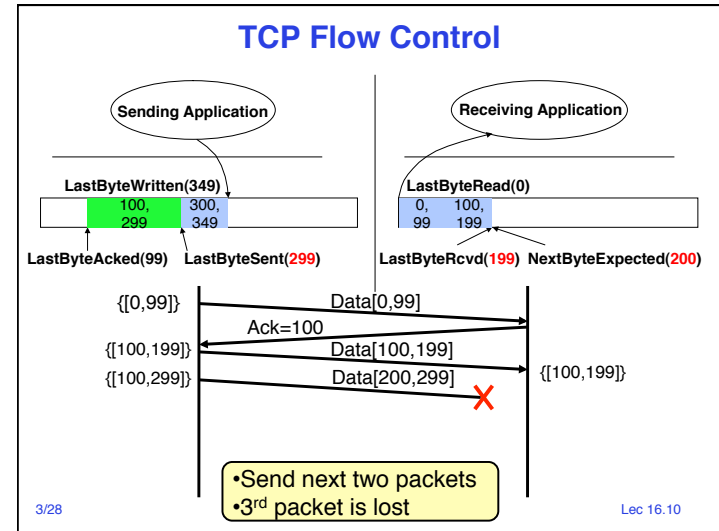 TCP Flow Control
Sending Application
Receiving Application
LastByteWritten(349)
LastByteRead(0)
100, 300,
299 349
0, 100,
99 199
LastByteAcked(99) LastByteSent(299)
LastByteRcvd(199) NextByteExpected(200)
{[0,99]}
Data[0,99]
Ack=100
{[100,199]}
Data[100,199]
{[100,199]}
{[100,299]}
Data[200,299]
•Send next two packets
•3rd packet is lost
3/28
Lec 16.10